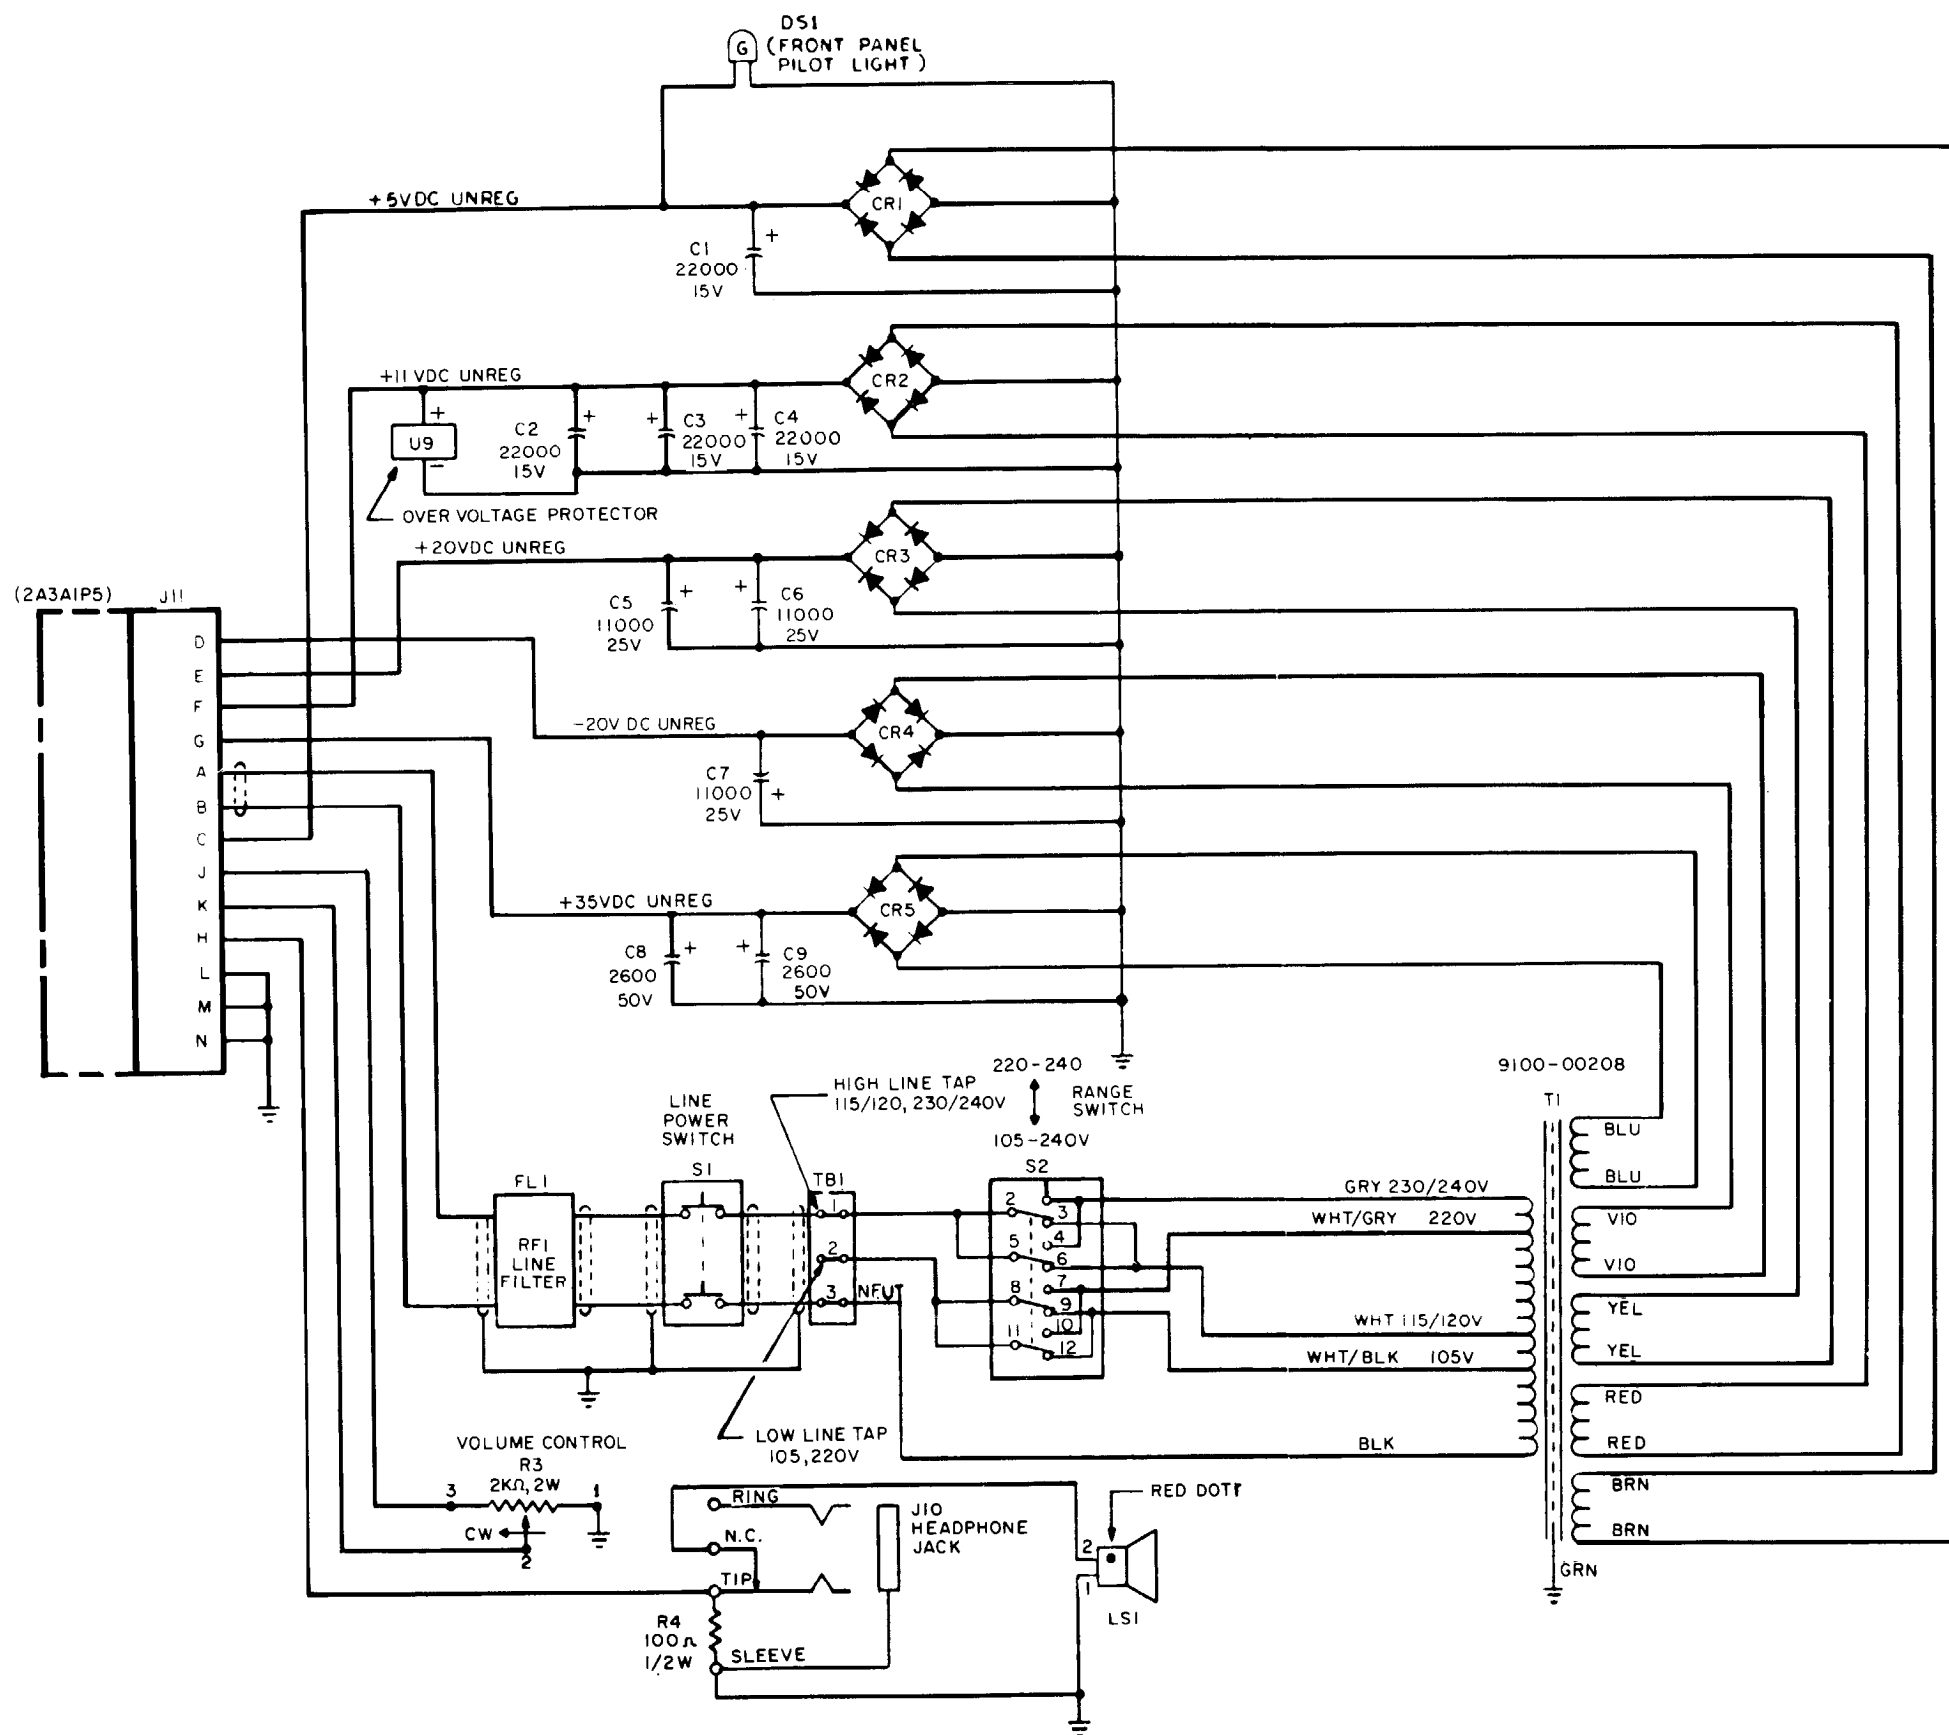 DS1
(FRONT PANEL
PILOT LIGHT)
G
+5VDC UNREG
CR1
+
C1
22000
15V
+11 VDC UNREG
CR2
+
U9
−
+
C2
22000
15V
+
C3
22000
15V
+
C4
22000
15V
OVER VOLTAGE PROTECTOR
+20VDC UNREG
CR3
+
C5
11000
25V
+
C6
11000
25V
(2A3A1P5)
J11
D
E
F
G
A
B
C
J
K
H
L
M
N
-20V DC UNREG
CR4
C7
11000
25V
+
+35VDC UNREG
CR5
+
C8
2600
50V
+
C9
2600
50V
220-240
RANGE
SWITCH
105-240V
S2
HIGH LINE TAP
115/120, 230/240V
LINE
POWER
SWITCH
S1
TB1
1
2
3
NEUT
FL1
RF1
LINE
FILTER
2
3
4
5
6
7
8
9
10
11
12
GRY 230/240V
WHT/GRY 220V
WHT 115/120V
WHT/BLK 105V
BLK
9100-00208
T1
BLU
BLU
VIO
VIO
YEL
YEL
RED
RED
BRN
BRN
GRN
LOW LINE TAP
105,220V
VOLUME CONTROL
R3
2KΩ, 2W
3
1
CW
2
RING
N.C.
TIP
J10
HEADPHONE
JACK
R4
100Ω
1/2W
SLEEVE
RED DOT
2
1
LS1